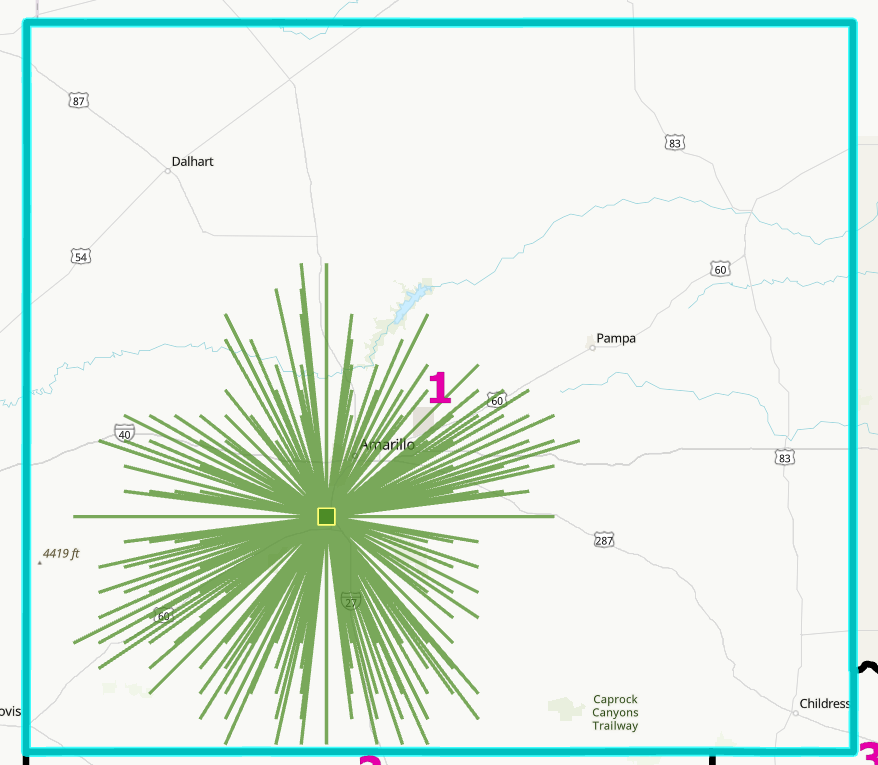 87
83
Dalhart
54
60
Pampa
1
60
40
Amarillo
83
287
4419 ft
27
60
Caprock
Canyons
Trailway
Childress
ovis
3